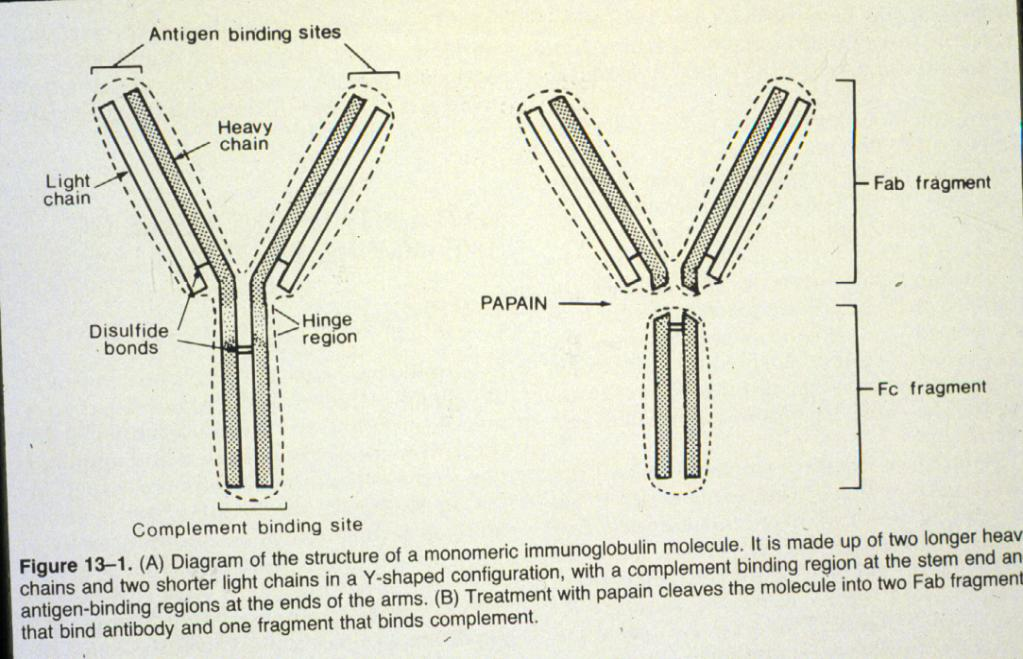 Antigen binding sites
Heavy
chain
Light
chain
Fab fragment
PAPAIN
Hinge
region
Disulfide
bonds
Fc fragment
Complement binding site
Figure 13–1. (A) Diagram of the structure of a monomeric immunoglobulin molecule. It is made up of two longer heav
chains and two shorter light chains in a Y-shaped configuration, with a complement binding region at the stem end an
antigen-binding regions at the ends of the arms. (B) Treatment with papain cleaves the molecule into two Fab fragment
that bind antibody and one fragment that binds complement.